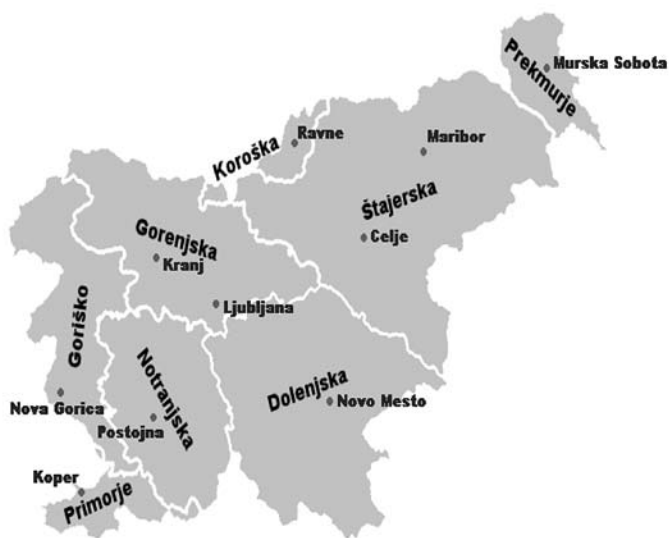 Prekmurje
Murska Sobota
Ravne
Maribor
Koroška
Štajerska
Celje
Gorenjska
Kranj
Ljubljana
Goriško
Notranjska
Dolenjska
Nova Gorica
Novo Mesto
Postojna
Koper
Primorje